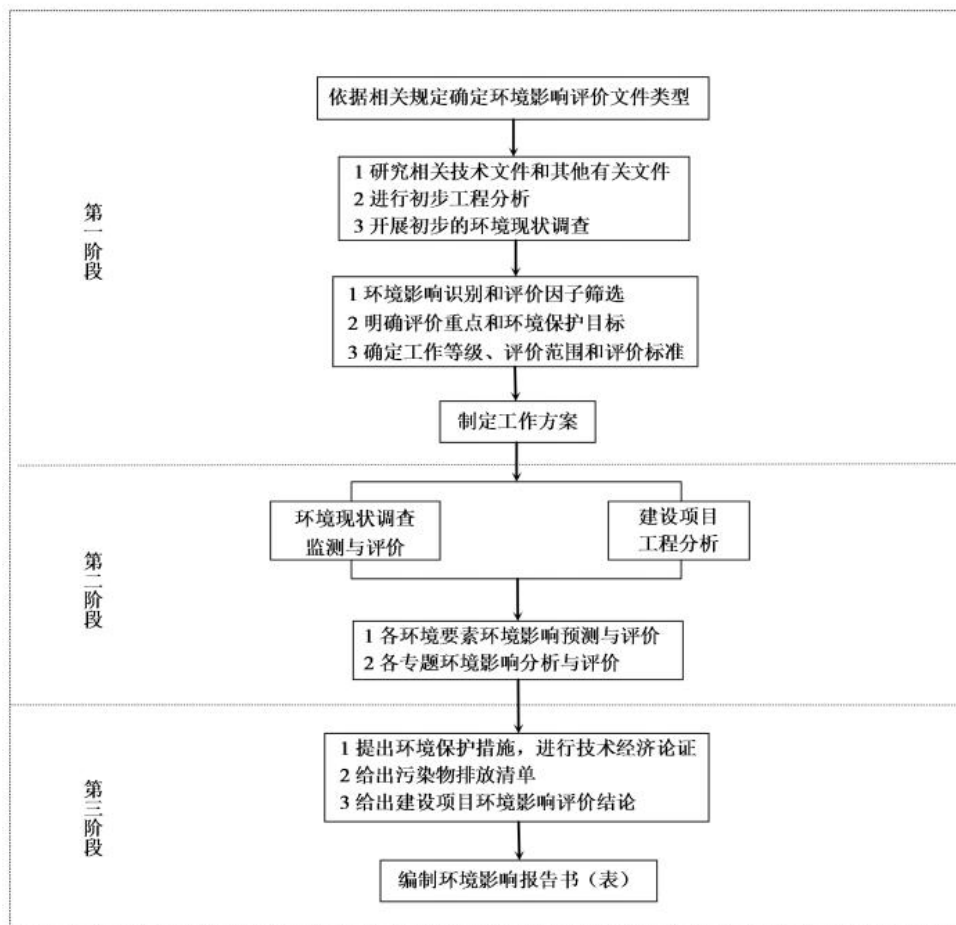 依据相关规定确定环境影响评价文件类型
1 研究相关技术文件和其他有关文件
2 进行初步工程分析
3 开展初步的环境现状调查
第一阶段
1 环境影响识别和评价因子筛选
2 明确评价重点和环境保护目标
3 确定工作等级、评价范围和评价标准
制定工作方案
环境现状调查
监测与评价
建设项目
工程分析
第二阶段
1 各环境要素环境影响预测与评价
2 各专题环境影响分析与评价
1 提出环境保护措施，进行技术经济论证
2 给出污染物排放清单
3 给出建设项目环境影响评价结论
第三阶段
编制环境影响报告书（表）